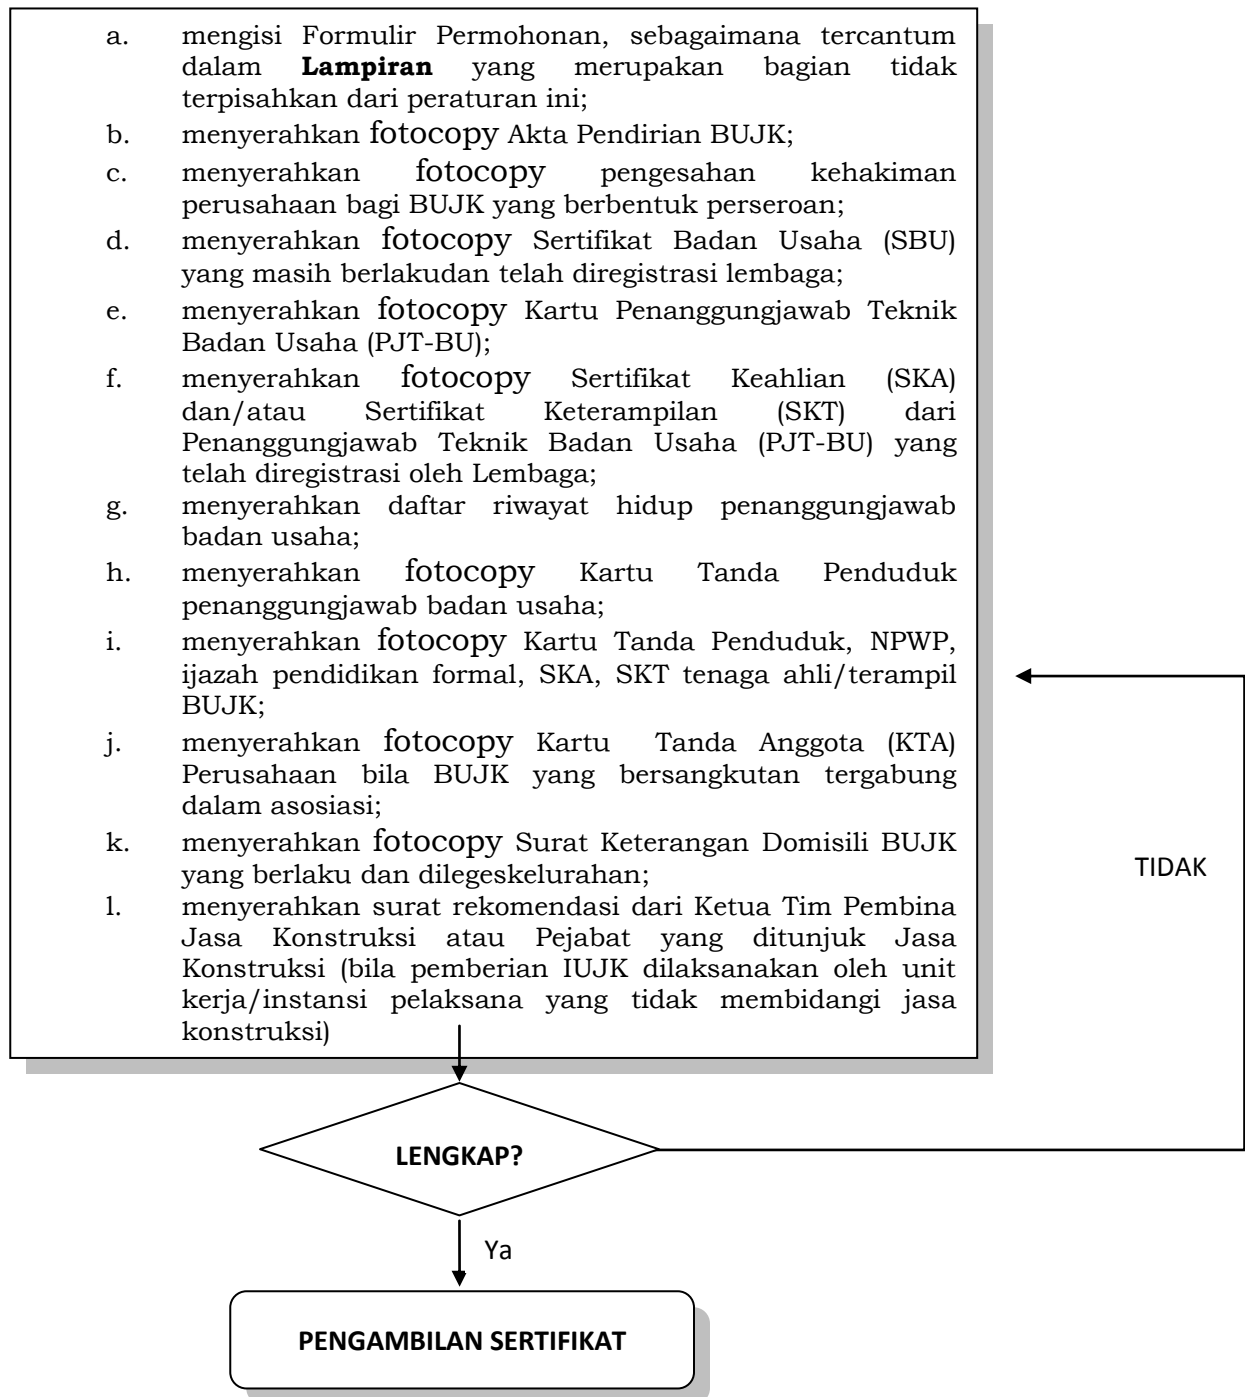 a. mengisi Formulir Permohonan, sebagaimana tercantum
dalam Lampiran yang merupakan bagian tidak
terpisahkan dari peraturan ini;
b. menyerahkan fotocopy Akta Pendirian BUJK;
c. menyerahkan fotocopy pengesahan kehakiman
perusahaan bagi BUJK yang berbentuk perseroan;
d. menyerahkan fotocopy Sertifikat Badan Usaha (SBU)
yang masih berlakudan telah diregistrasi lembaga;
e. menyerahkan fotocopy Kartu Penanggungjawab Teknik
Badan Usaha (PJT-BU);
f. menyerahkan fotocopy Sertifikat Keahlian (SKA)
dan/atau Sertifikat Keterampilan (SKT) dari
Penanggungjawab Teknik Badan Usaha (PJT-BU) yang
telah diregistrasi oleh Lembaga;
g. menyerahkan daftar riwayat hidup penanggungjawab
badan usaha;
h. menyerahkan fotocopy Kartu Tanda Penduduk
penanggungjawab badan usaha;
i. menyerahkan fotocopy Kartu Tanda Penduduk, NPWP,
ijazah pendidikan formal, SKA, SKT tenaga ahli/terampil
BUJK;
j. menyerahkan fotocopy Kartu Tanda Anggota (KTA)
Perusahaan bila BUJK yang bersangkutan tergabung
dalam asosiasi;
k. menyerahkan fotocopy Surat Keterangan Domisili BUJK
yang berlaku dan dilegeskelurahan;
l. menyerahkan surat rekomendasi dari Ketua Tim Pembina
Jasa Konstruksi atau Pejabat yang ditunjuk Jasa
Konstruksi (bila pemberian IUJK dilaksanakan oleh unit
kerja/instansi pelaksana yang tidak membidangi jasa
konstruksi)
TIDAK
LENGKAP?
Ya
PENGAMBILAN SERTIFIKAT